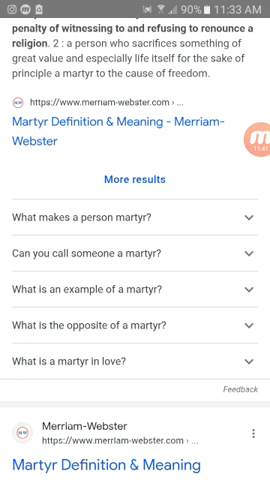 90% 11:33 AM
penalty of witnessing to and refusing to renounce a
religion. 2 : a person who sacrifices something of
great value and especially life itself for the sake of
principle a martyr to the cause of freedom.
https://www.merriam-webster.com › ...
Martyr Definition & Meaning - Merriam-
Webster
More results
What makes a person martyr?
Can you call someone a martyr?
What is an example of a martyr?
What is the opposite of a martyr?
What is a martyr in love?
Feedback
Merriam-Webster
https://www.merriam-webster.com › ...
Martyr Definition & Meaning